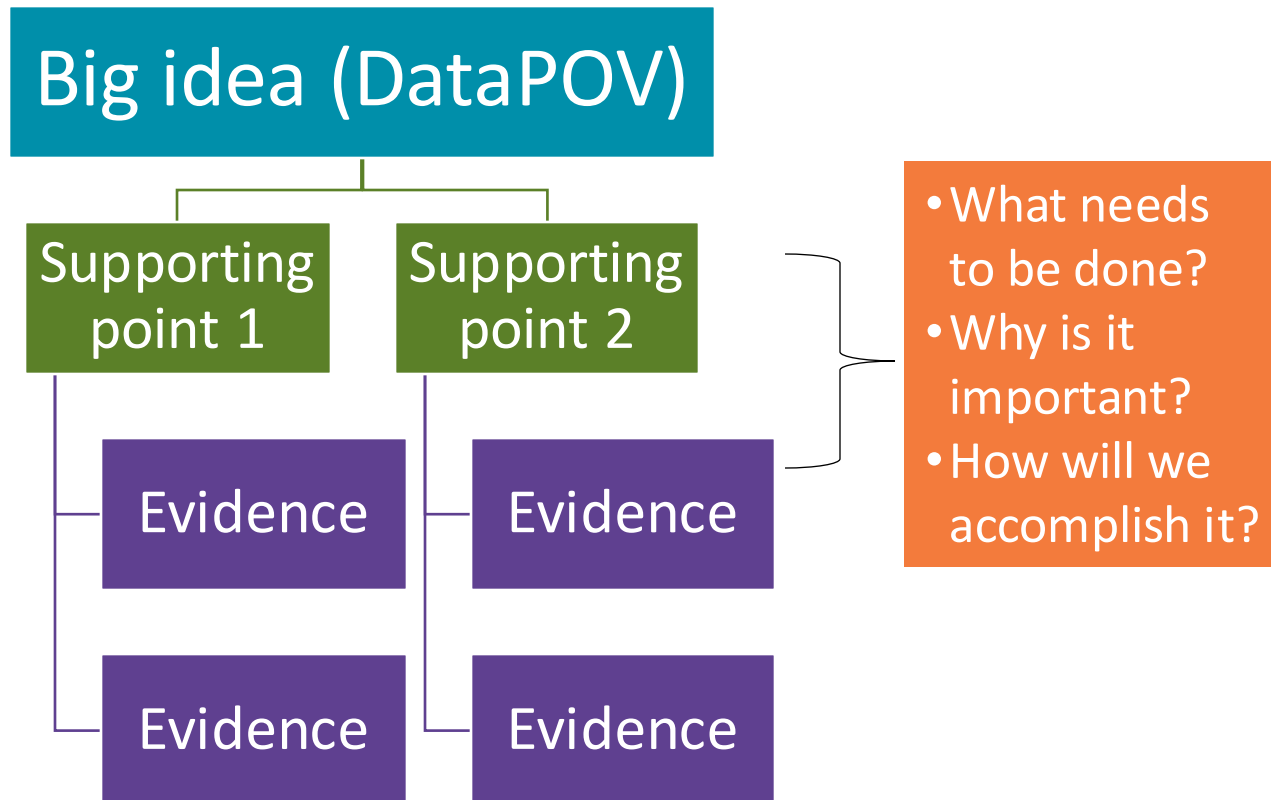 Big idea (DataPOV)
Supporting
point 1
Supporting
point 2
Evidence
Evidence
Evidence
Evidence
•What needs
to be done?
•Why is it
important?
•How will we
accomplish it?